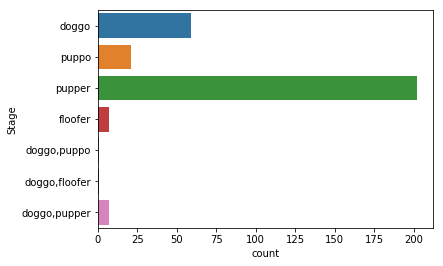 doggo
puppo
pupper
floofer
doggo,puppo
doggo,floofer
doggo,pupper
Stage
0 25 50 75 100 125 150 175 200
count